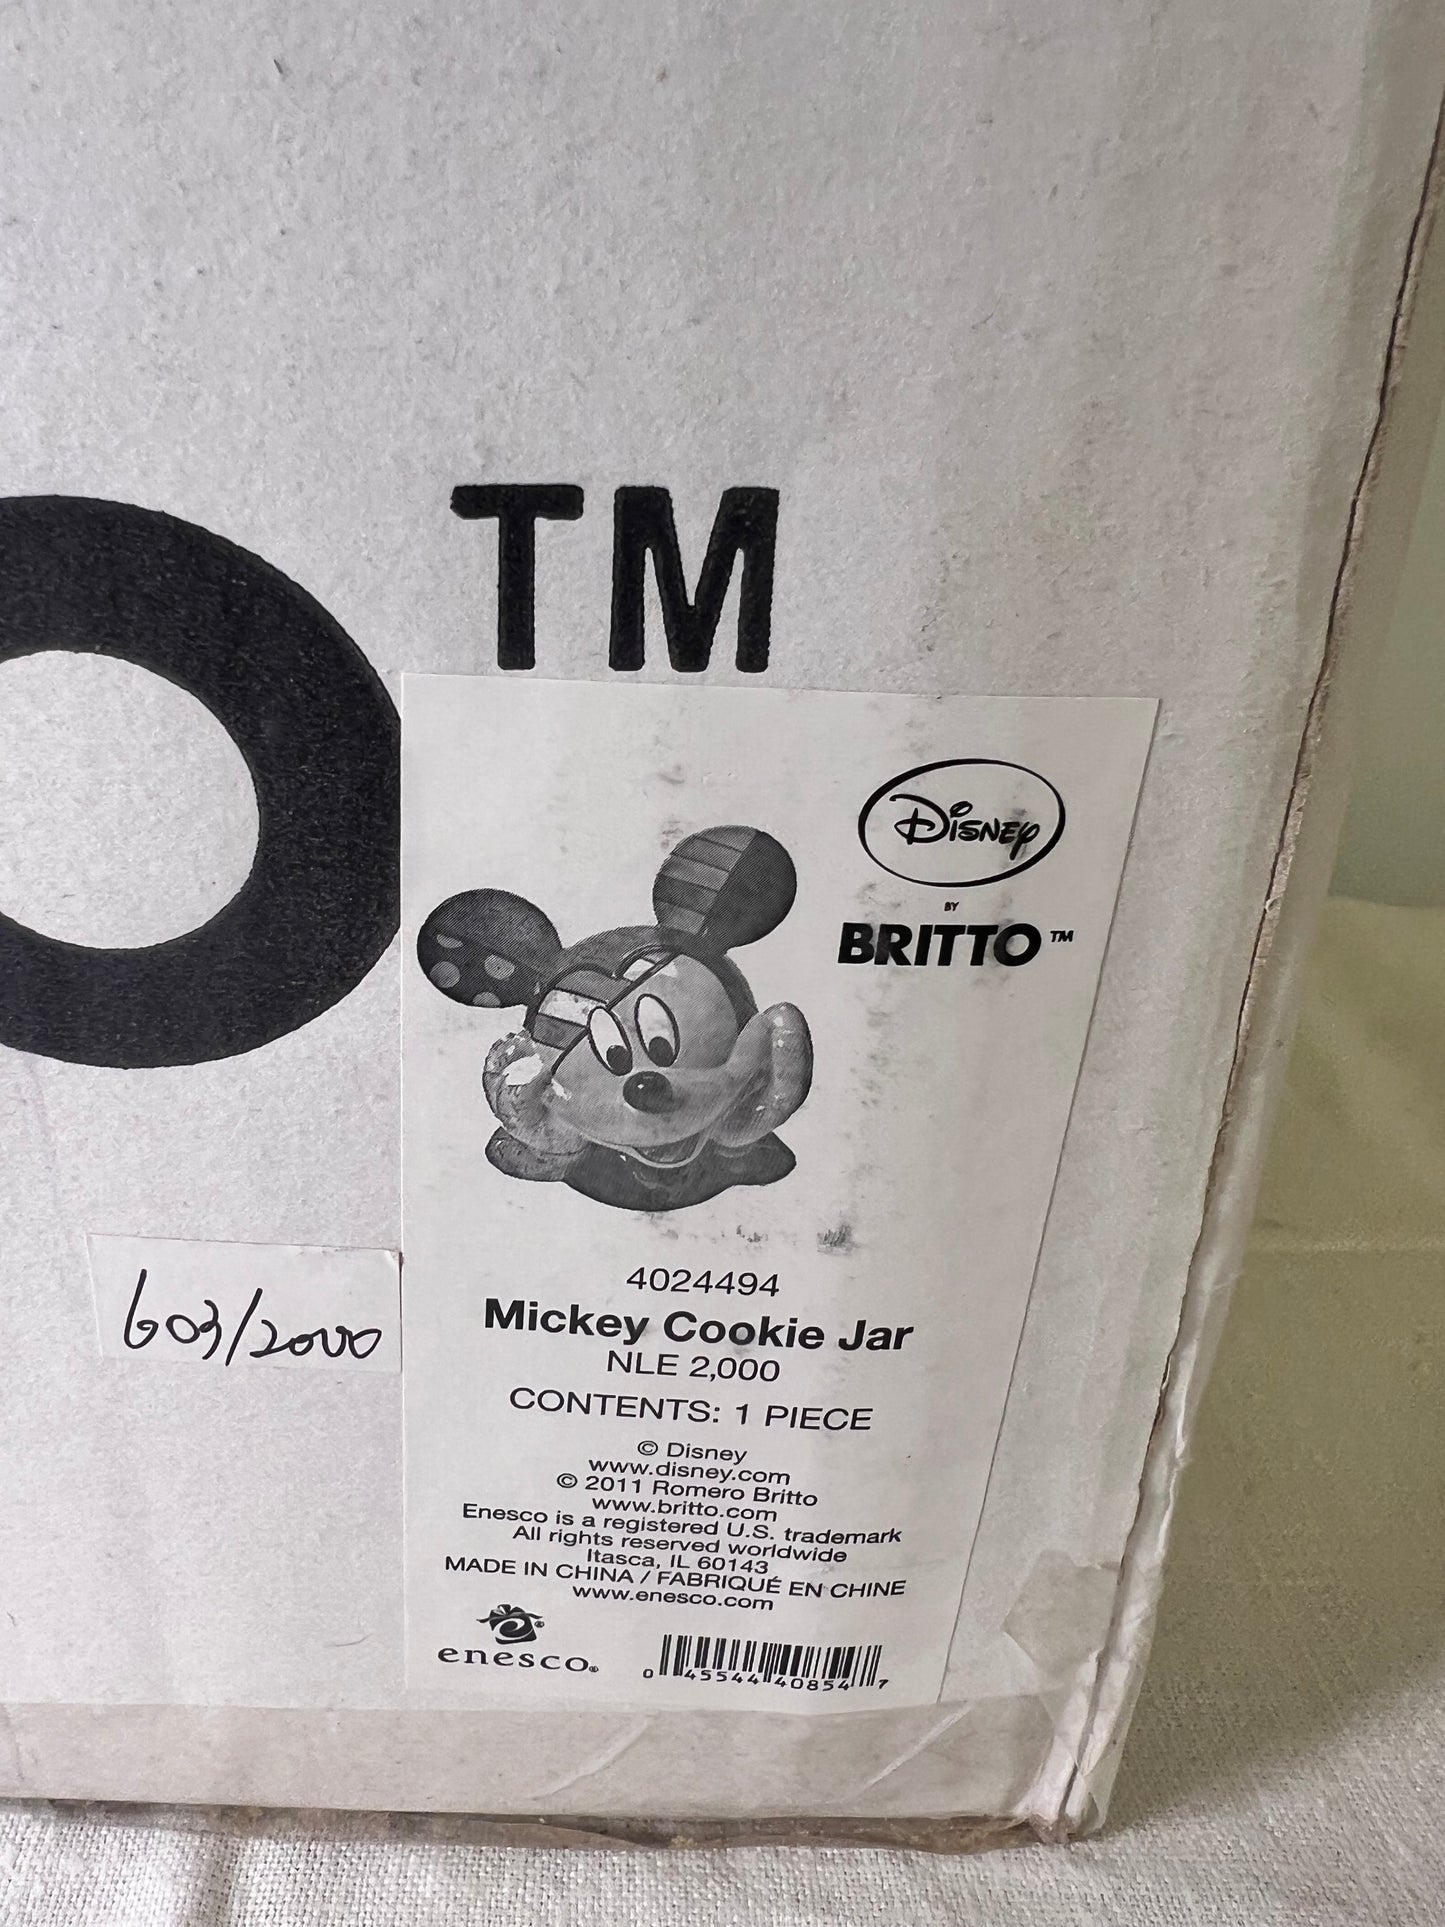 O™
Disney
BY
BRITTO™
4024494
Mickey Cookie Jar
NLE 2,000
603/2000
CONTENTS: 1 PIECE
© Disney
www.disney.com
© 2011 Romero Britto
www.britto.com
Enesco is a registered U.S. trademark
All rights reserved worldwide
Itasca, IL 60143
MADE IN CHINA / FABRIQUÉ EN CHINE
www.enesco.com
enesco®
0 45544 40854 7